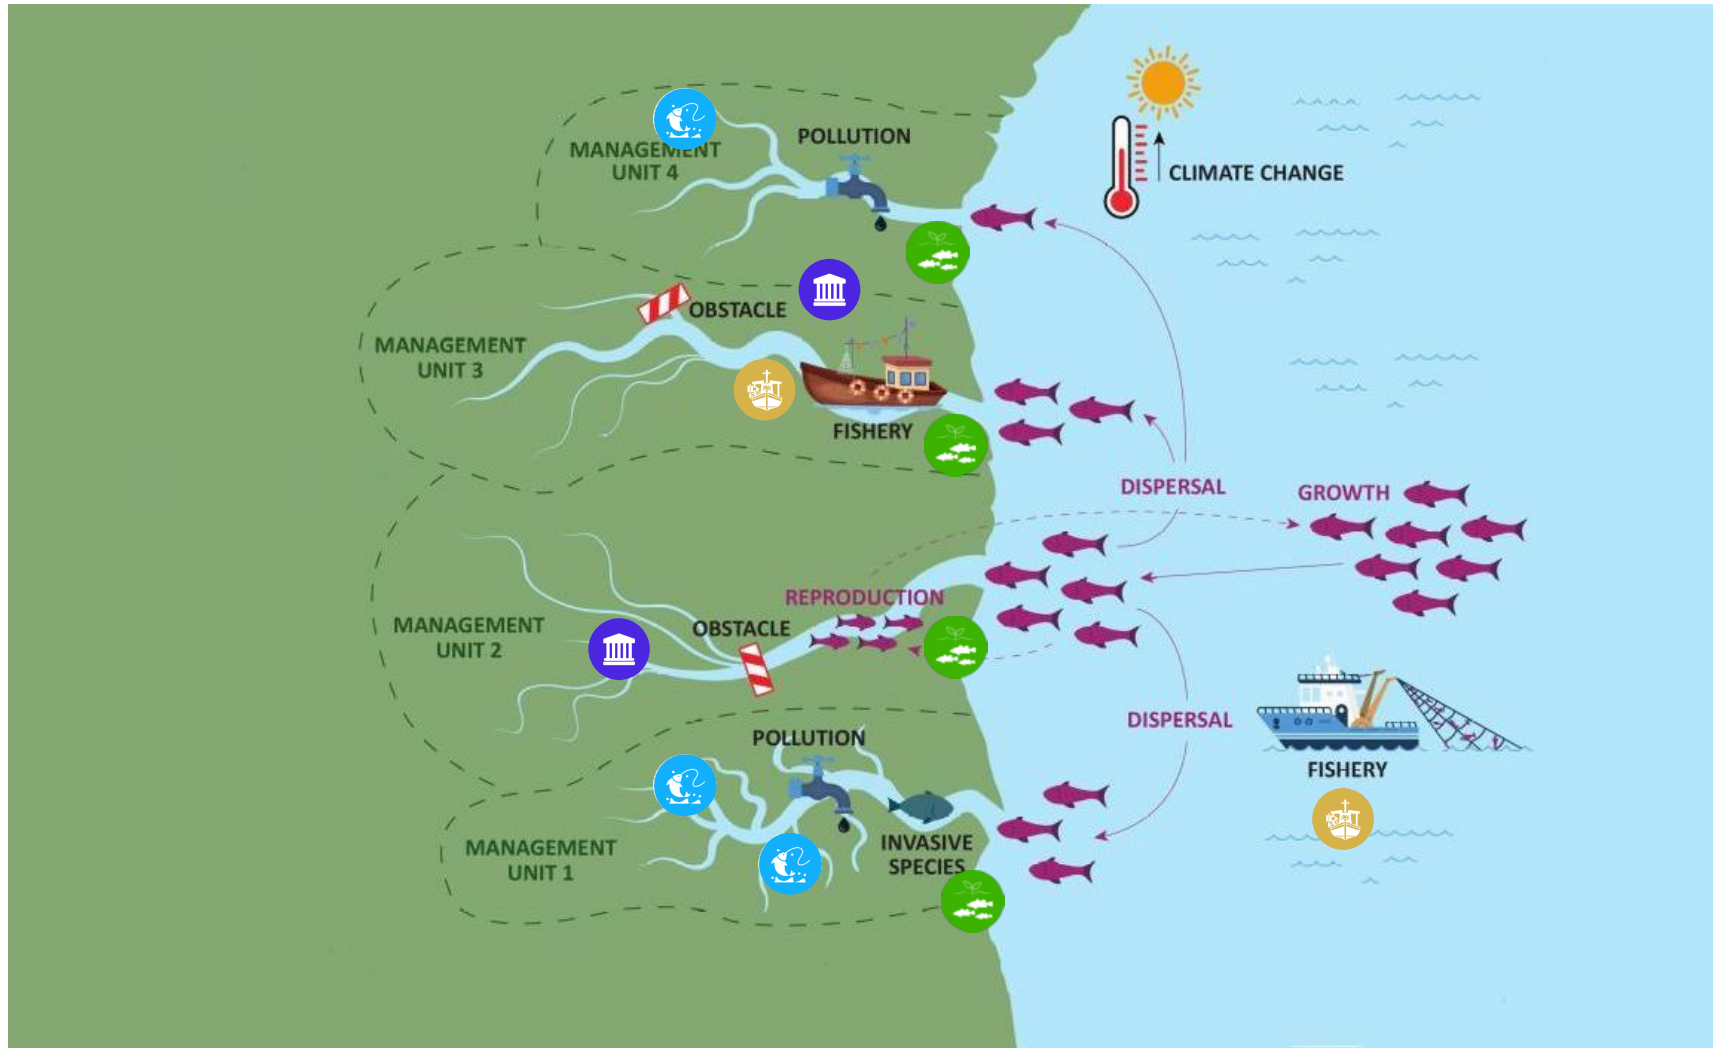 POLLUTION
MANAGEMENT
UNIT 4
CLIMATE CHANGE
OBSTACLE
MANAGEMENT
UNIT 3
FISHERY
DISPERSAL
GROWTH
REPRODUCTION
MANAGEMENT
UNIT 2
OBSTACLE
DISPERSAL
POLLUTION
FISHERY
MANAGEMENT
UNIT 1
INVASIVE
SPECIES